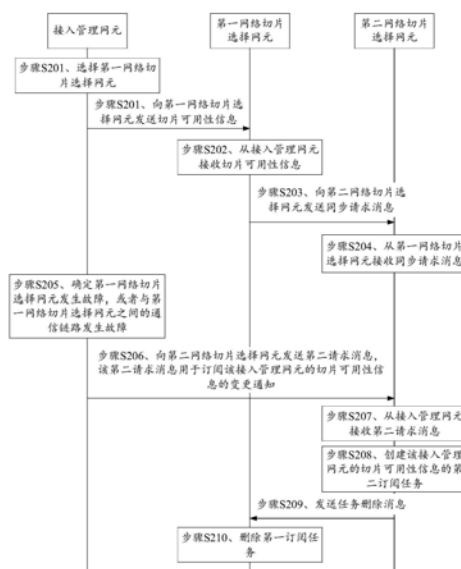 接入管理网元
第一网络切片
选择网元
第二网络切片
选择网元
步骤S201、选择第一网络切
片选择网元
步骤S201、向第一网络切片选
择网元发送切片可用性信息
步骤S202、从接入管理网元
接收切片可用性信息
步骤S203、向第二网络切片选
择网元发送同步请求消息
步骤S204、从第一网络切片
选择网元接收同步请求消息
步骤S205、确定第一网络切片
选择网元发生故障，或者与第
一网络切片选择网元之间的通
信链路发生故障
步骤S206、向第二网络切片选择网元发送第二请求消息，
该第二请求消息用于订阅该接入管理网元的切片可用性信
息的变更通知
步骤S207、从接入管理网元
接收第二请求消息
步骤S208、创建该接入管理
网元的切片可用性信息的第
二订阅任务
步骤S209、发送任务删除消息
步骤S210、删除第一订阅任
务